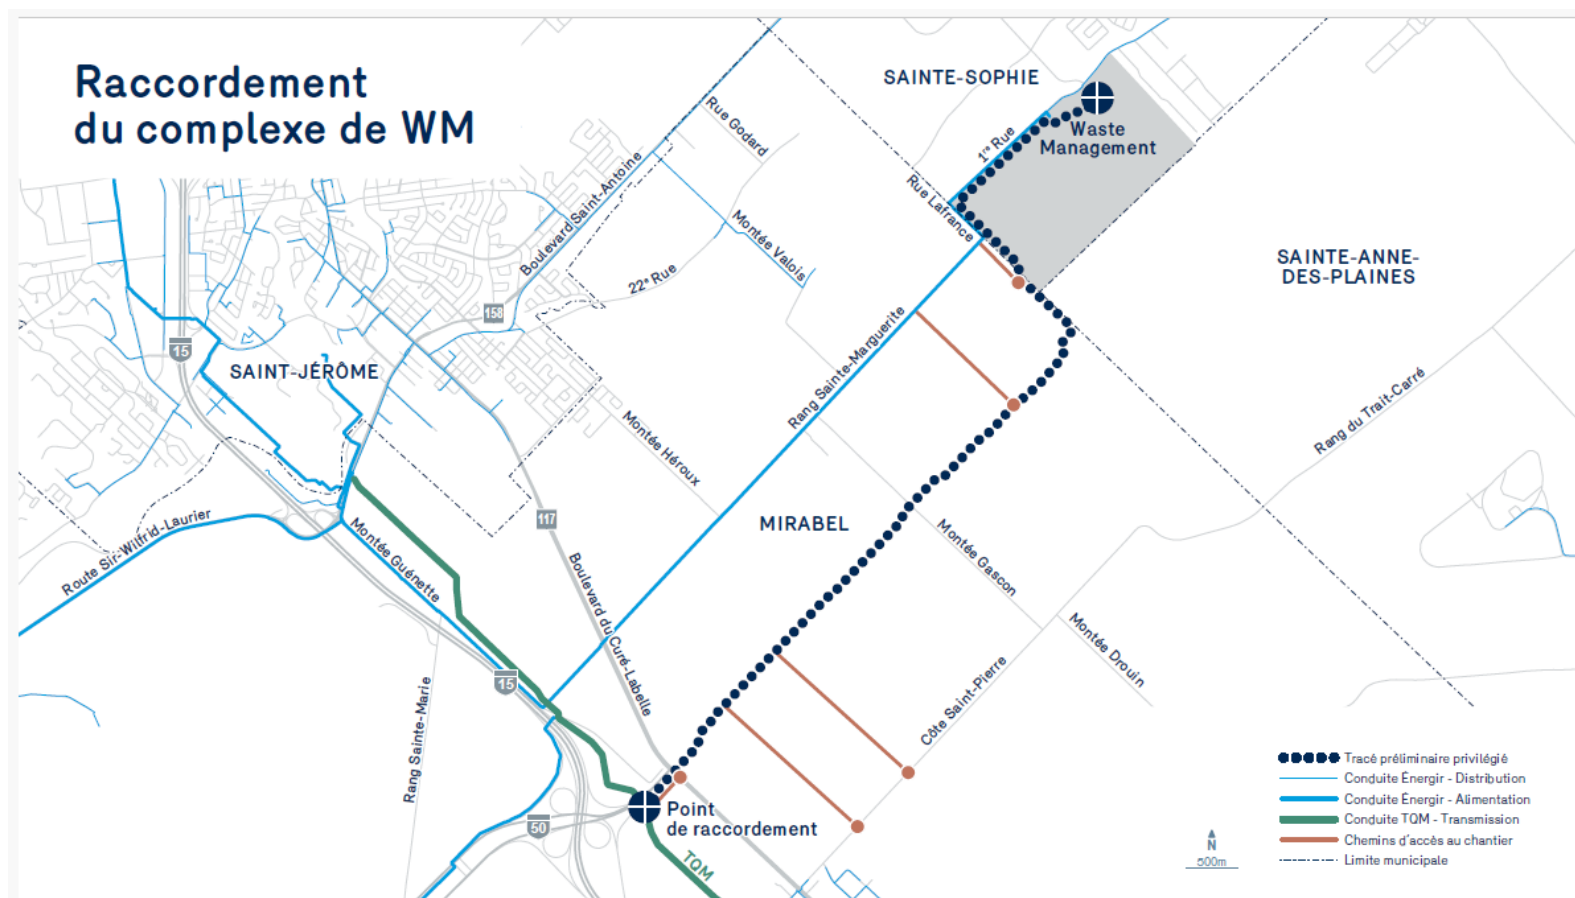 Raccordement
du complexe de WM
SAINTE-SOPHIE
Waste
Management
1re Rue
Rue Lafrance
Rue Godard
Boulevard Saint-Antoine
Montée Valois
22e Rue
158
15
SAINT-JÉRÔME
SAINTE-ANNE-
DES-PLAINES
Rang Sainte-Marguerite
Rang du Trait-Carré
Montée Héroux
MIRABEL
117
Route Sir-Wilfrid-Laurier
Montée Guénette
Boulevard du Curé-Labelle
Montée Gascon
Montée Drouin
Côte Saint-Pierre
15
Rang Sainte-Marie
50
Point
de raccordement
TQM
Tracé préliminaire privilégié
Conduite Énergir - Distribution
Conduite Énergir - Alimentation
Conduite TQM - Transmission
Chemins d'accès au chantier
Limite municipale
N
500m